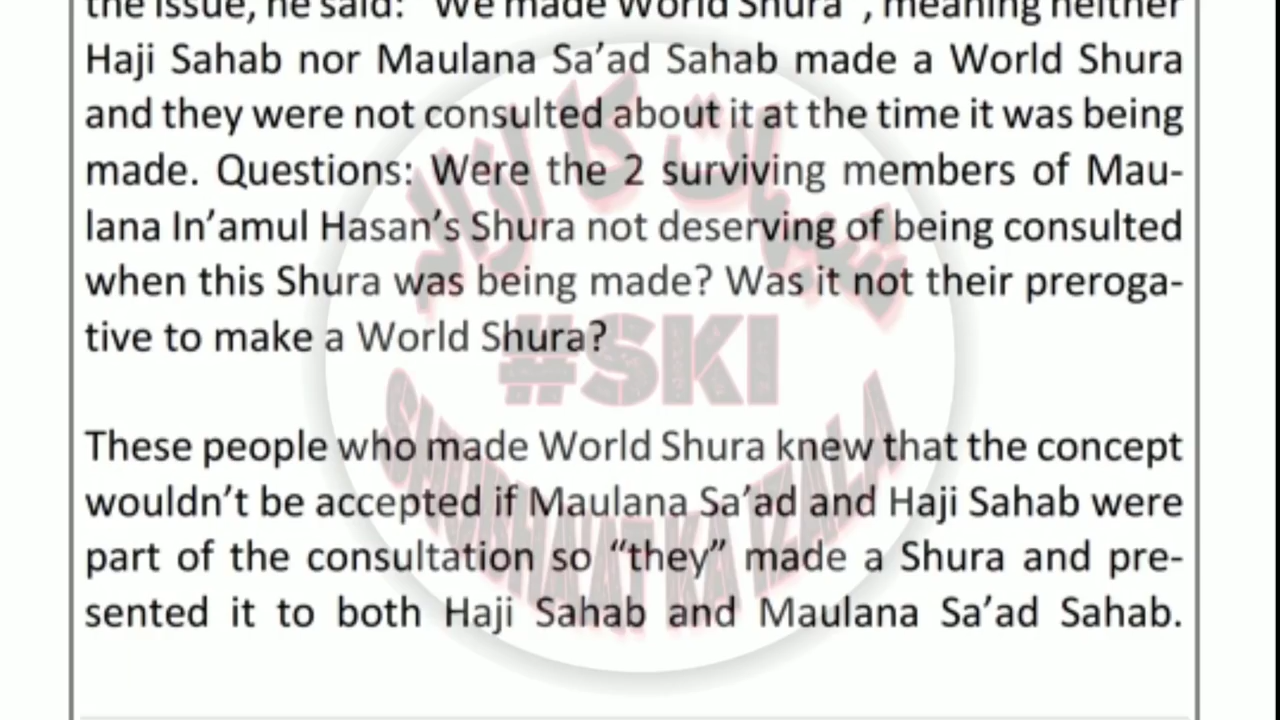 the issue, he said: "We made World Shura", meaning neither
Haji Sahab nor Maulana Sa’ad Sahab made a World Shura
and they were not consulted about it at the time it was being
made. Questions: Were the 2 surviving members of Mau-
lana In’amul Hasan’s Shura not deserving of being consulted
when this Shura was being made? Was it not their preroga-
tive to make a World Shura?
These people who made World Shura knew that the concept
wouldn’t be accepted if Maulana Sa’ad and Haji Sahab were
part of the consultation so “they” made a Shura and pre-
sented it to both Haji Sahab and Maulana Sa’ad Sahab.
شبہات کا ازالہ
#SKI
SHUBHAAT KA IZALA